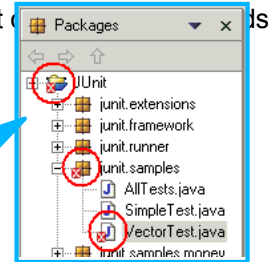 Packages
JUnit
junit.extensions
junit.framework
junit.runner
junit.samples
AllTests.java
SimpleTest.java
VectorTest.java
junit.samples.money